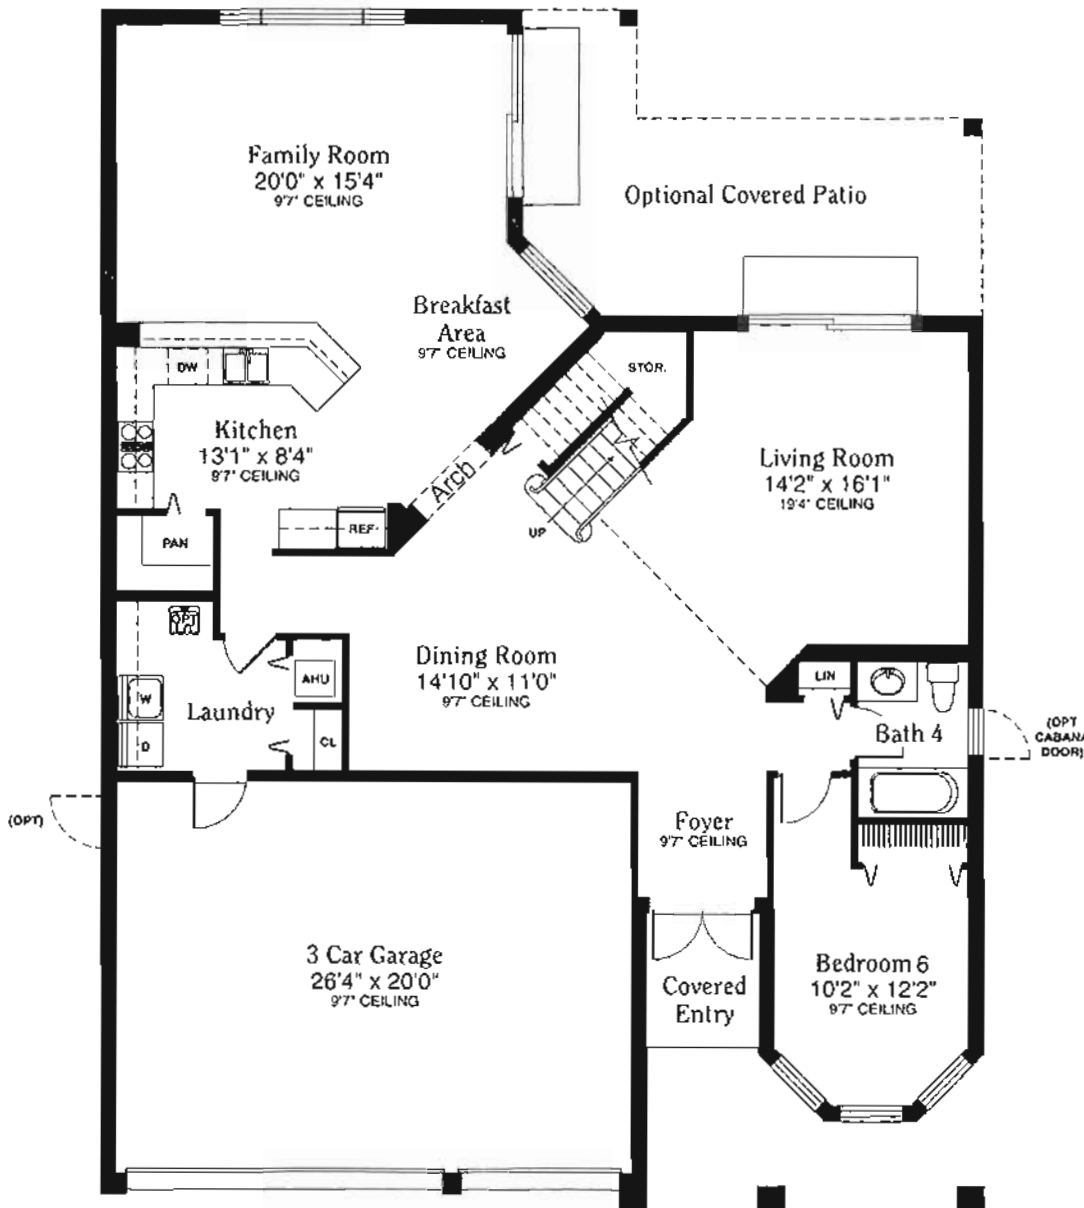 Family Room
20'0" x 15'4"
9'7" CEILING
Optional Covered Patio
Breakfast
Area
9'7" CEILING
DW
STOR.
Kitchen
13'1" x 8'4"
9'7" CEILING
Arch
Living Room
14'2" x 16'1"
19'4" CEILING
REF.
UP
PAN
OPT
Dining Room
14'10" x 11'0"
9'7" CEILING
AHU
LIN
W
Laundry
D
CL
Bath 4
(OPT
CABANA
DOOR)
(OPT)
Foyer
9'7" CEILING
3 Car Garage
26'4" x 20'0"
9'7" CEILING
Covered
Entry
Bedroom 6
10'2" x 12'2"
9'7" CEILING